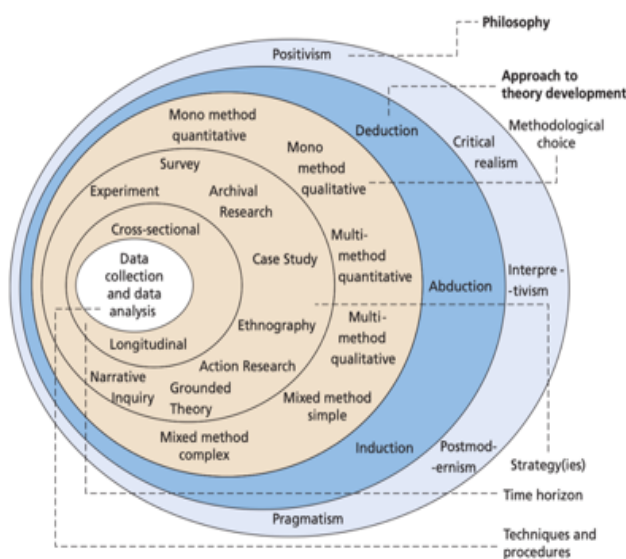 Philosophy
Positivism
Approach to
theory development
Mono method
quantitative
Deduction
Methodological
choice
Critical
realism
Mono
method
qualitative
Survey
Experiment
Archival
Research
Cross-sectional
Multi-
method
quantitative
Data
collection
and data
analysis
Case Study
Abduction
Interpre -
-tivism
Ethnography
Multi-
method
qualitative
Longitudinal
Action Research
Narrative
Inquiry
Grounded
Theory
Mixed method
simple
Mixed method
complex
Induction
Postmod-
-ernism
Strategy(ies)
Time horizon
Pragmatism
Techniques and
procedures